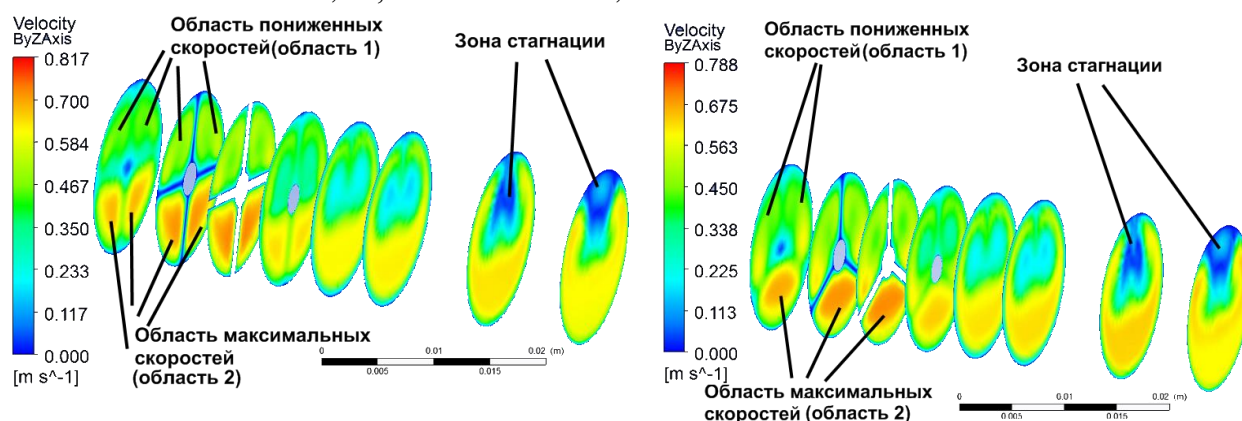 Velocity
ByZAxis
0.817
0.700
0.584
0.467
0.350
0.233
0.117
0.000
[m s^-1]
Область пониженных
скоростей(область 1)
Зона стагнации
Область максимальных
скоростей
(область 2)
0
0.01
0.02
(m)
0.005
0.015
Velocity
ByZAxis
0.788
0.675
0.563
0.450
0.338
0.225
0.113
0.000
[m s^-1]
Область пониженных
скоростей(область 1)
Зона стагнации
Область максимальных
скоростей (область 2)
0
0.01
0.02
(m)
0.005
0.015